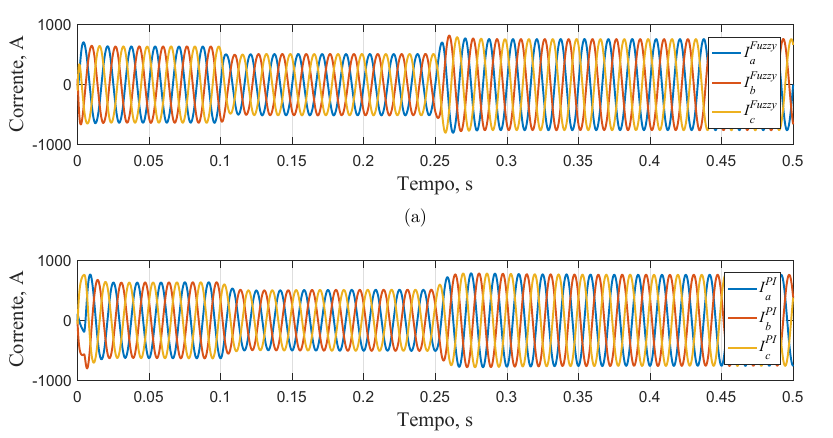 1000
0
-1000
Corrente, A
I_a^Fuzzy
I_b^Fuzzy
I_c^Fuzzy
0 0.05 0.1 0.15 0.2 0.25 0.3 0.35 0.4 0.45 0.5
Tempo, s
(a)
1000
0
-1000
Corrente, A
I_a^PI
I_b^PI
I_c^PI
0 0.05 0.1 0.15 0.2 0.25 0.3 0.35 0.4 0.45 0.5
Tempo, s